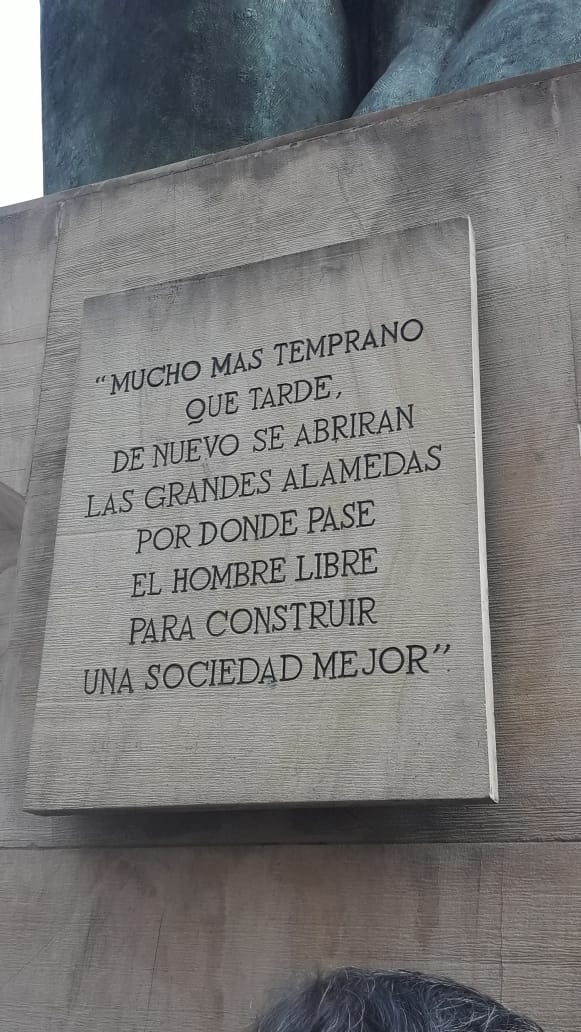 “MUCHO MAS TEMPRANO
QUE TARDE,
DE NUEVO SE ABRIRAN
LAS GRANDES ALAMEDAS
POR DONDE PASE
EL HOMBRE LIBRE
PARA CONSTRUIR
UNA SOCIEDAD MEJOR”